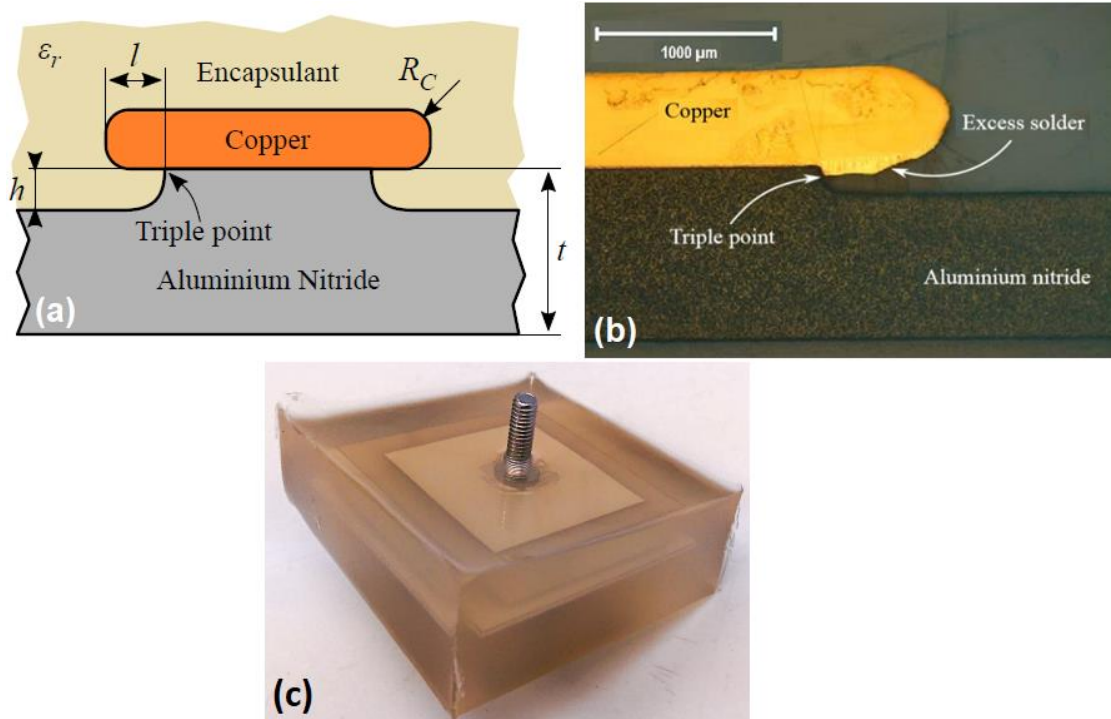 εr
l
Encapsulant
RC
Copper
h
Triple point
t
Aluminium Nitride
(a)
1000 µm
Copper
Excess solder
Triple point
Aluminium nitride
(b)
(c)